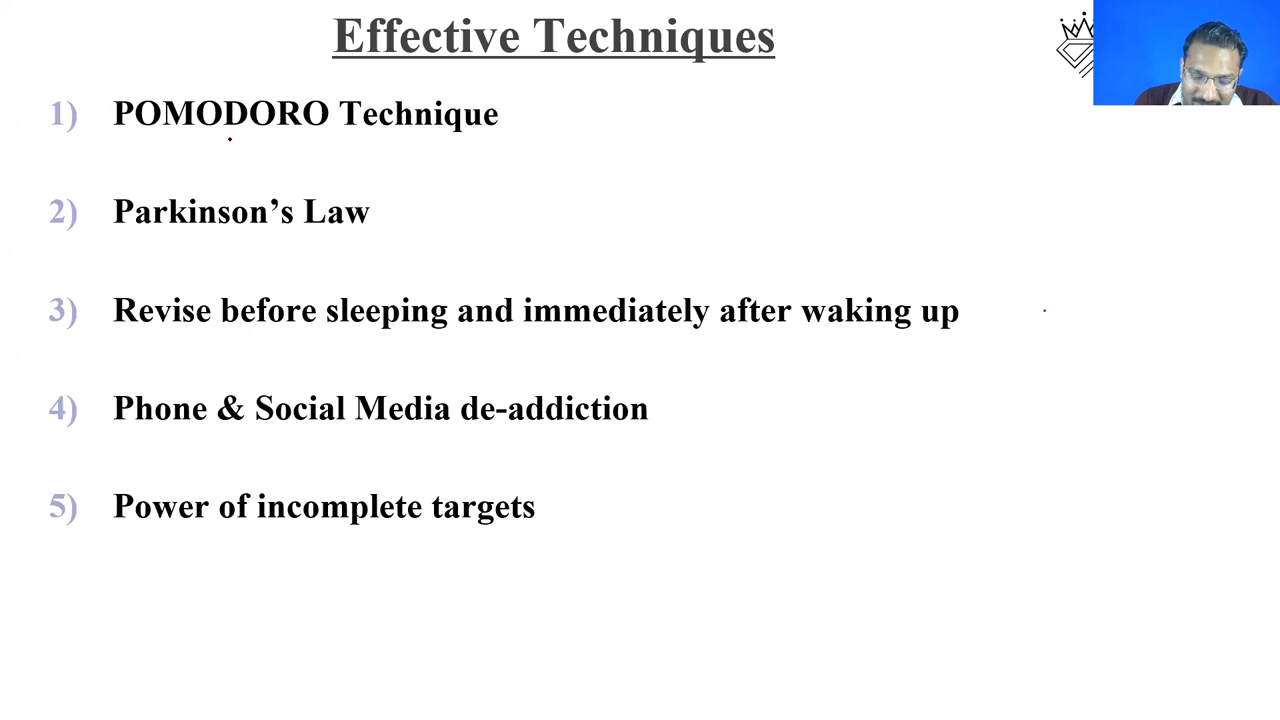 Effective Techniques
1) POMODORO Technique
2) Parkinson’s Law
3) Revise before sleeping and immediately after waking up
4) Phone & Social Media de-addiction
5) Power of incomplete targets